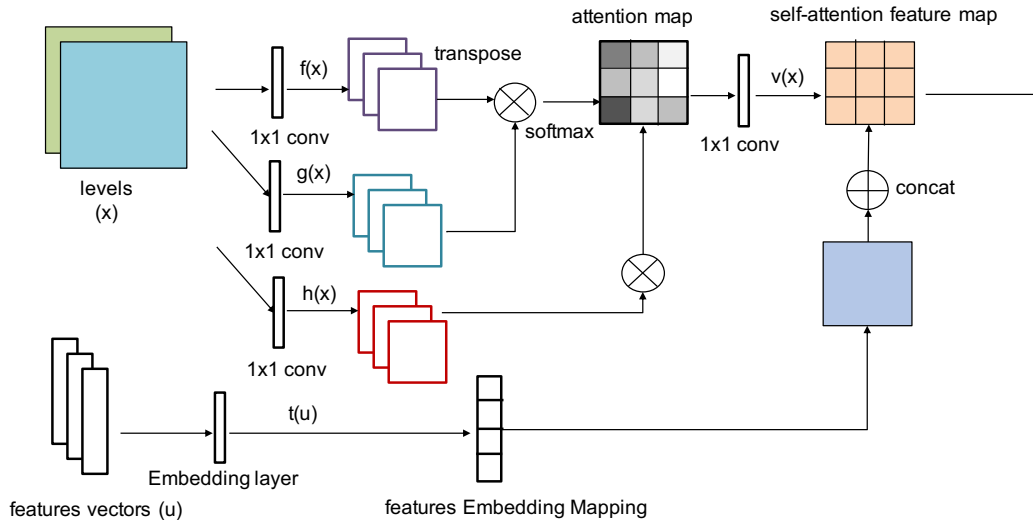 attention map
self-attention feature map
f(x)
transpose
v(x)
1x1 conv
softmax
1x1 conv
levels
(x)
g(x)
concat
1x1 conv
h(x)
1x1 conv
t(u)
Embedding layer
features vectors (u)
features Embedding Mapping